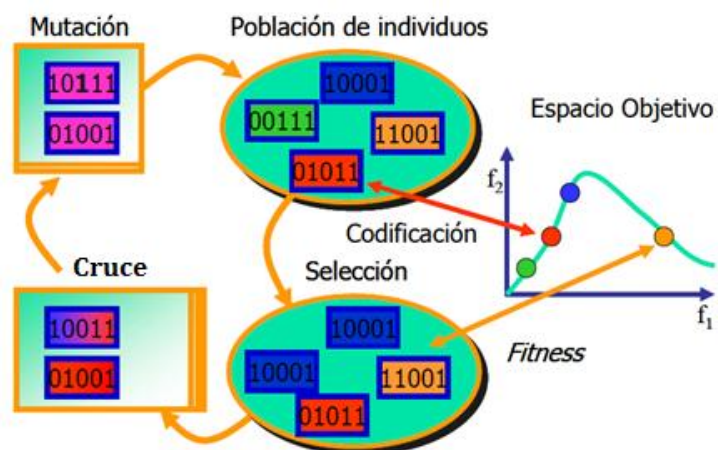 Mutación
10111
01001
Población de individuos
10001
00111
11001
01011
Espacio Objetivo
f2
f1
Codificación
Cruce
10011
01001
Selección
10001
10001
11001
01011
Fitness